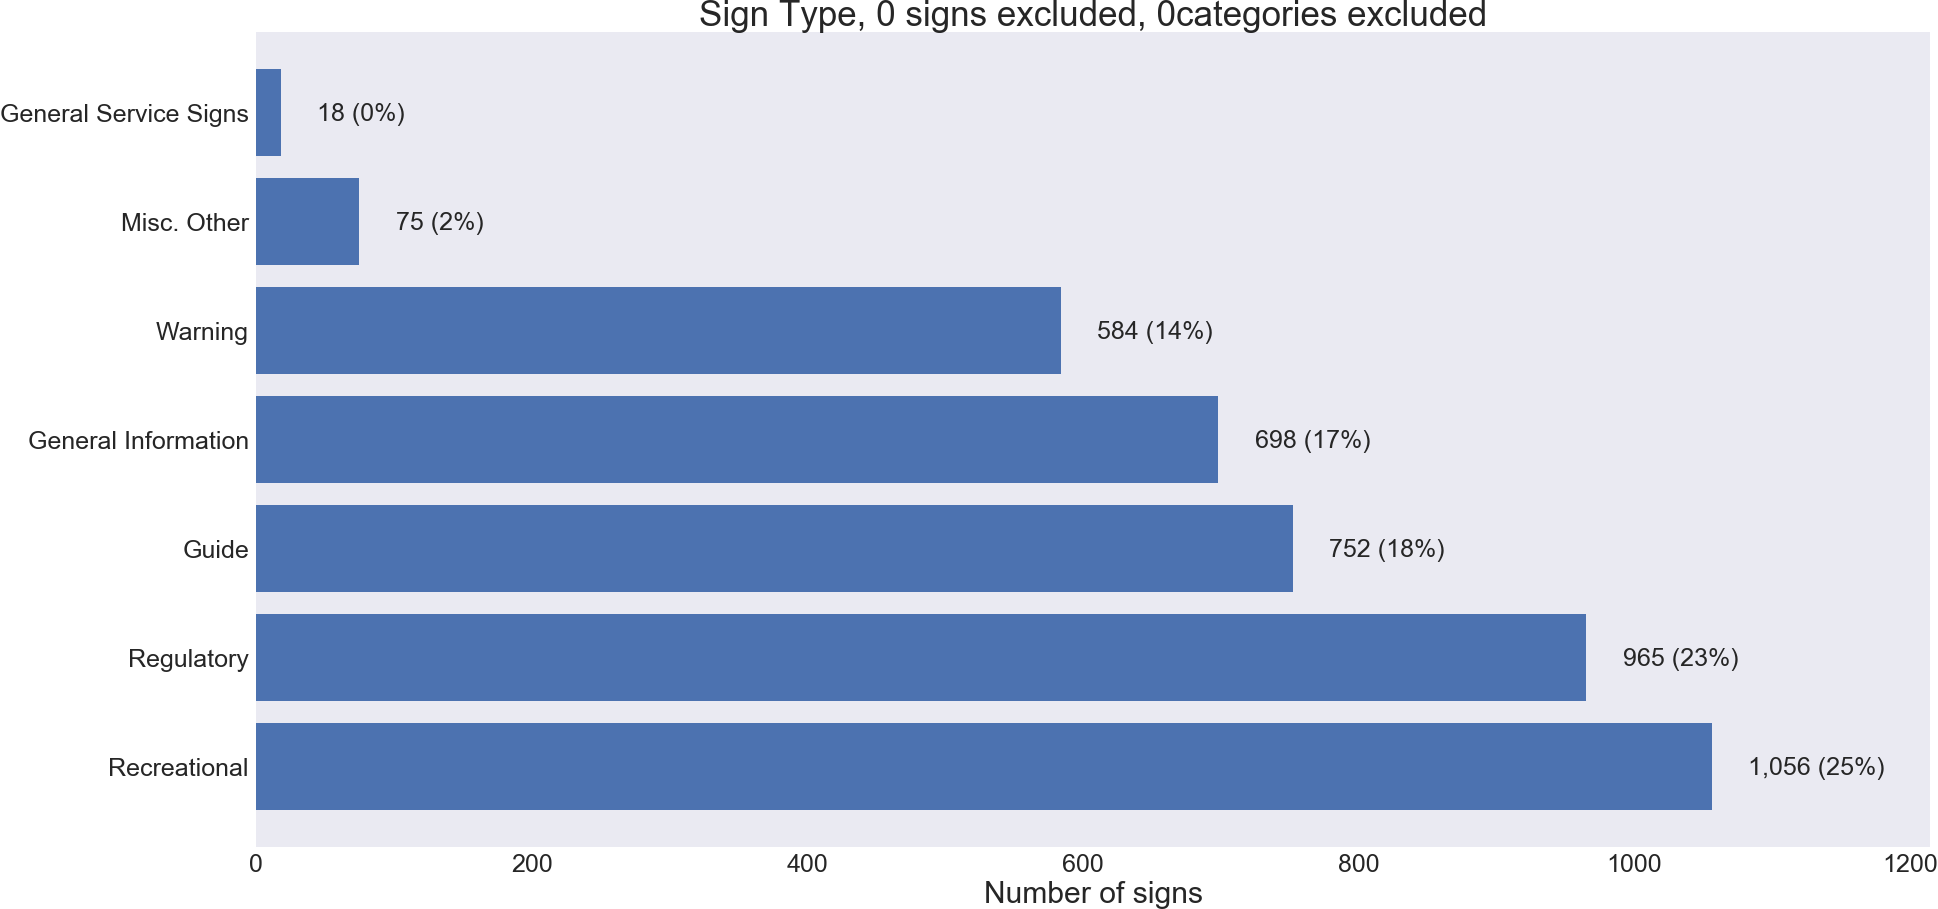 Sign Type, 0 signs excluded, 0categories excluded
General Service Signs 18 (0%)
Misc. Other 75 (2%)
Warning 584 (14%)
General Information 698 (17%)
Guide 752 (18%)
Regulatory 965 (23%)
Recreational 1,056 (25%)
0 200 400 600 800 1000 1200
Number of signs